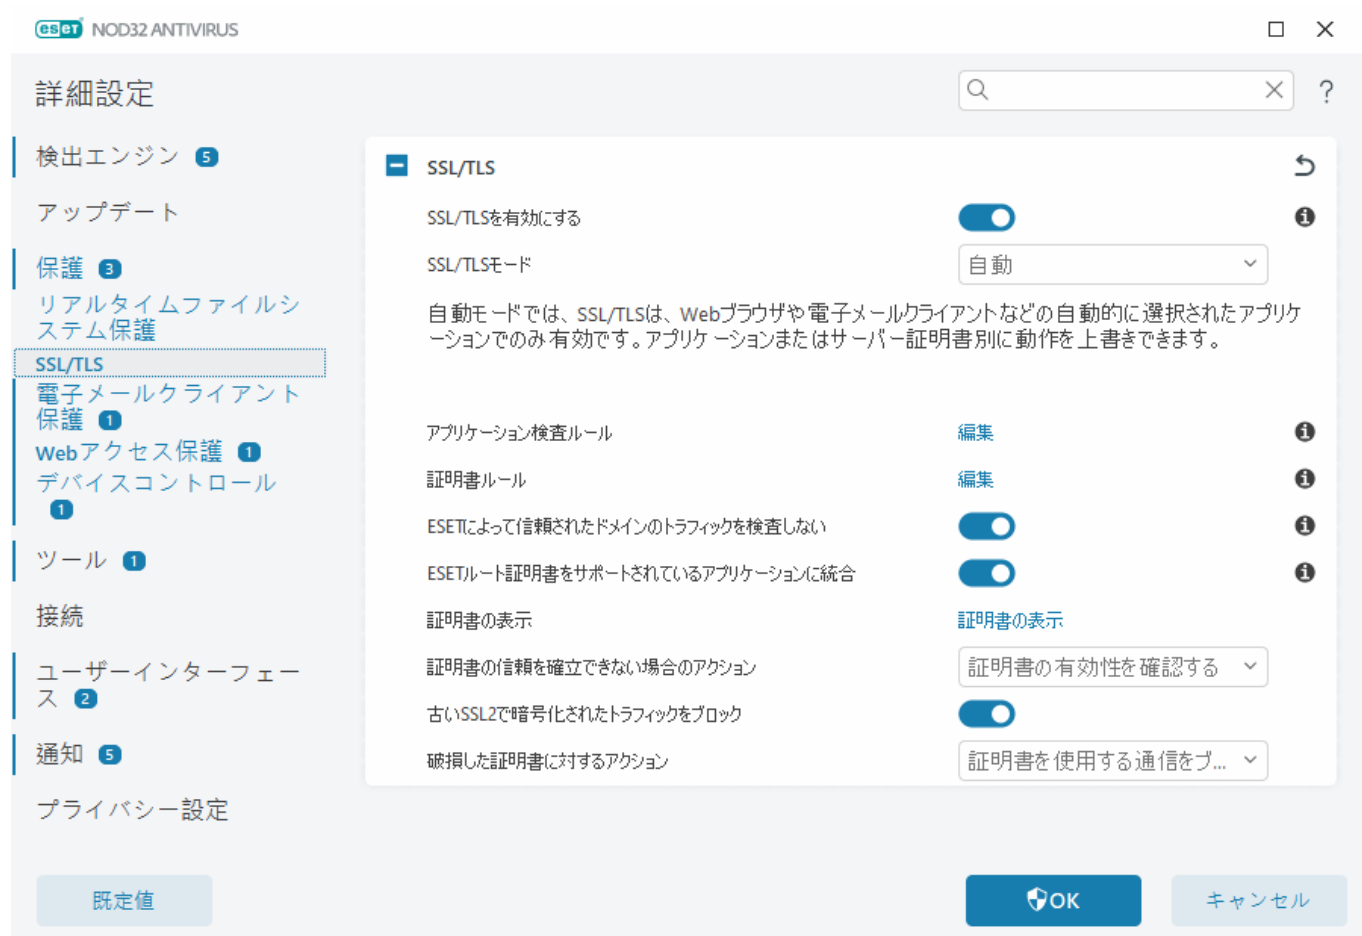 eset NOD32 ANTIVIRUS
詳細設定
?
検出エンジン 5
アップデート
保護 3
リアルタイムファイルシ
ステム保護
SSL/TLS
電子メールクライアント
保護 1
Webアクセス保護 1
デバイスコントロール
1
ツール 1
接続
ユーザーインターフェー
ス 2
通知 5
プライバシー設定
SSL/TLS
SSL/TLSを有効にする
SSL/TLSモード 自動
自動モードでは、SSL/TLSは、Webブラウザや電子メールクライアントなどの自動的に選択されたアプリケ
ーションでのみ有効です。アプリケーションまたはサーバー証明書別に動作を上書きできます。
アプリケーション検査ルール 編集
証明書ルール 編集
ESETによって信頼されたドメインのトラフィックを検査しない
ESETルート証明書をサポートされているアプリケーションに統合
証明書の表示 証明書の表示
証明書の信頼を確立できない場合のアクション 証明書の有効性を確認する
古いSSL2で暗号化されたトラフィックをブロック
破損した証明書に対するアクション 証明書を使用する通信をブ...
既定値
OK
キャンセル